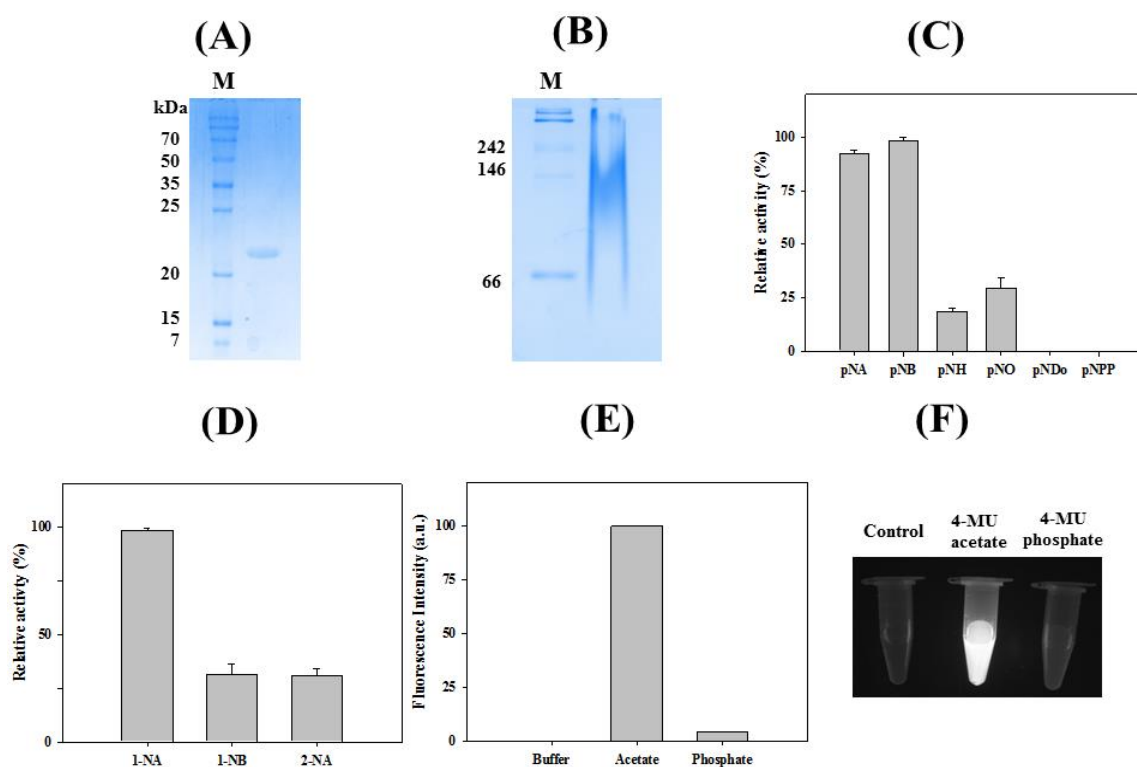 (A)
M
kDa
70
50
35
25
20
15
7
(B)
M
242
146
66
(C)
Relative activity (%)
100
75
50
25
0
pNA pNB pNH pNO pNDo pNPP
(D)
Relative activty (%)
100
50
0
1-NA 1-NB 2-NA
(E)
Fluorescence Intensity (a.u.)
100
75
50
25
0
Buffer Acetate Phosphate
(F)
Control 4-MU acetate 4-MU phosphate